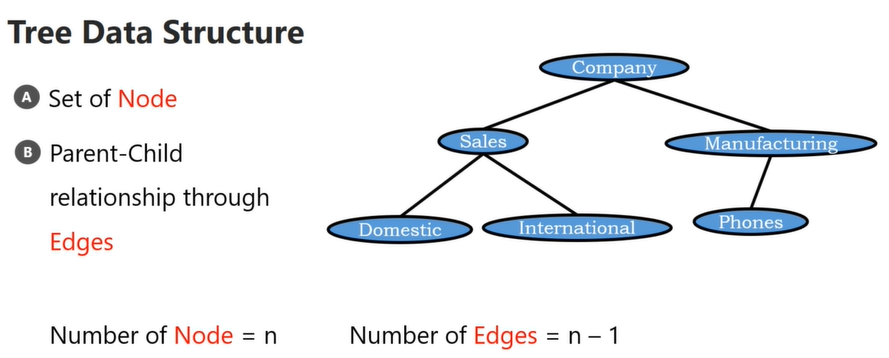 Tree Data Structure
A Set of Node
B Parent-Child
relationship through
Edges
Company
Sales
Manufacturing
Domestic
International
Phones
Number of Node = n
Number of Edges = n – 1